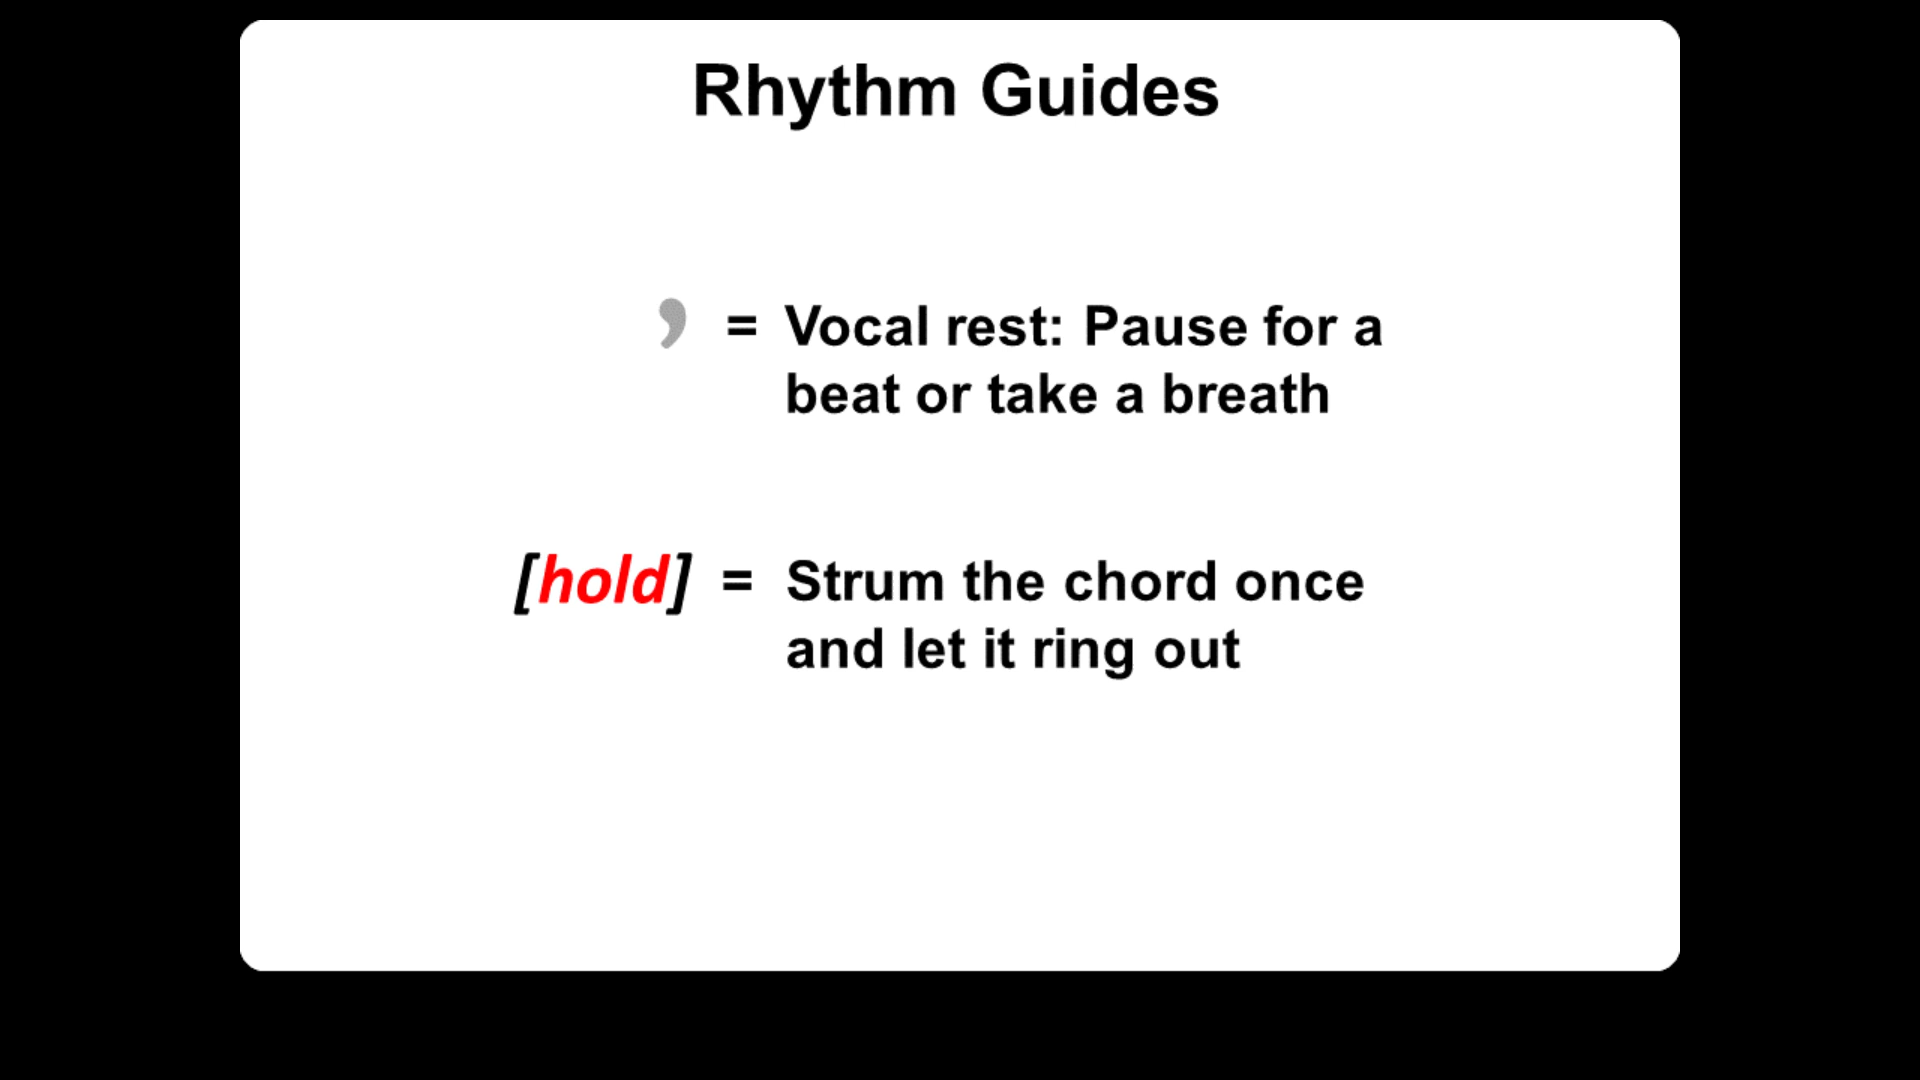 Rhythm Guides
, = Vocal rest: Pause for a
beat or take a breath
[hold] = Strum the chord once
and let it ring out